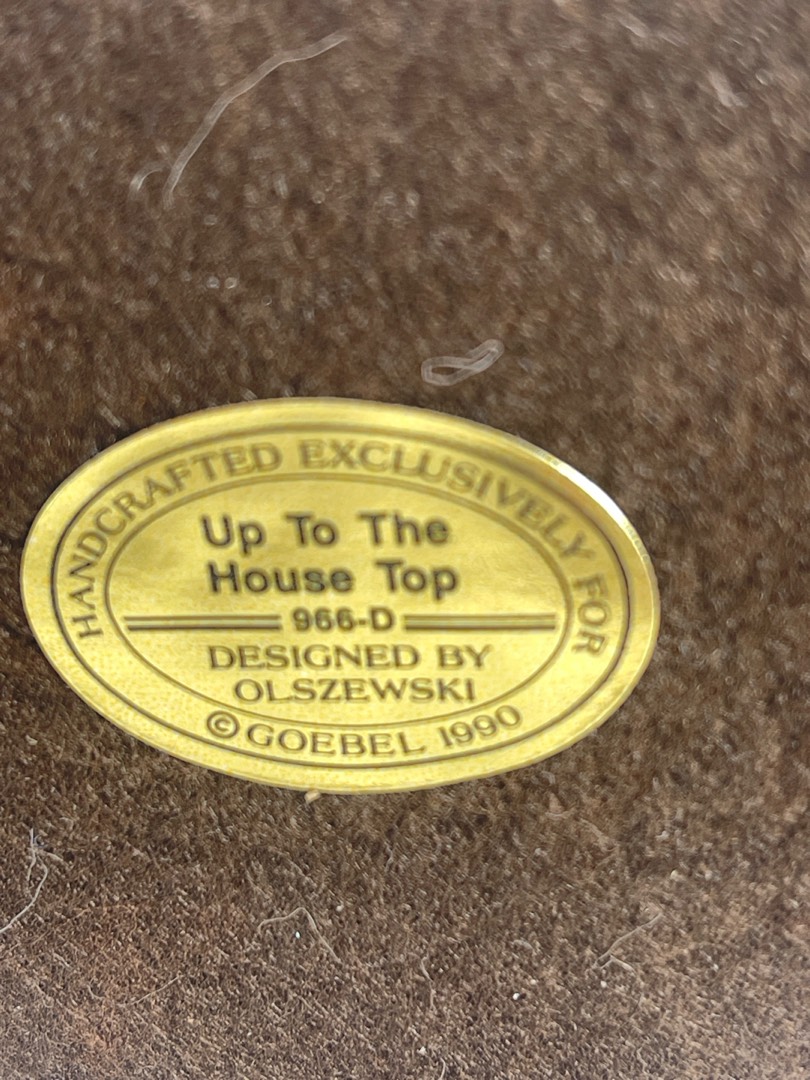 HANDCRAFTED EXCLUSIVELY FOR
Up To The
House Top
966-D
DESIGNED BY
OLSZEWSKI
© GOEBEL 1990